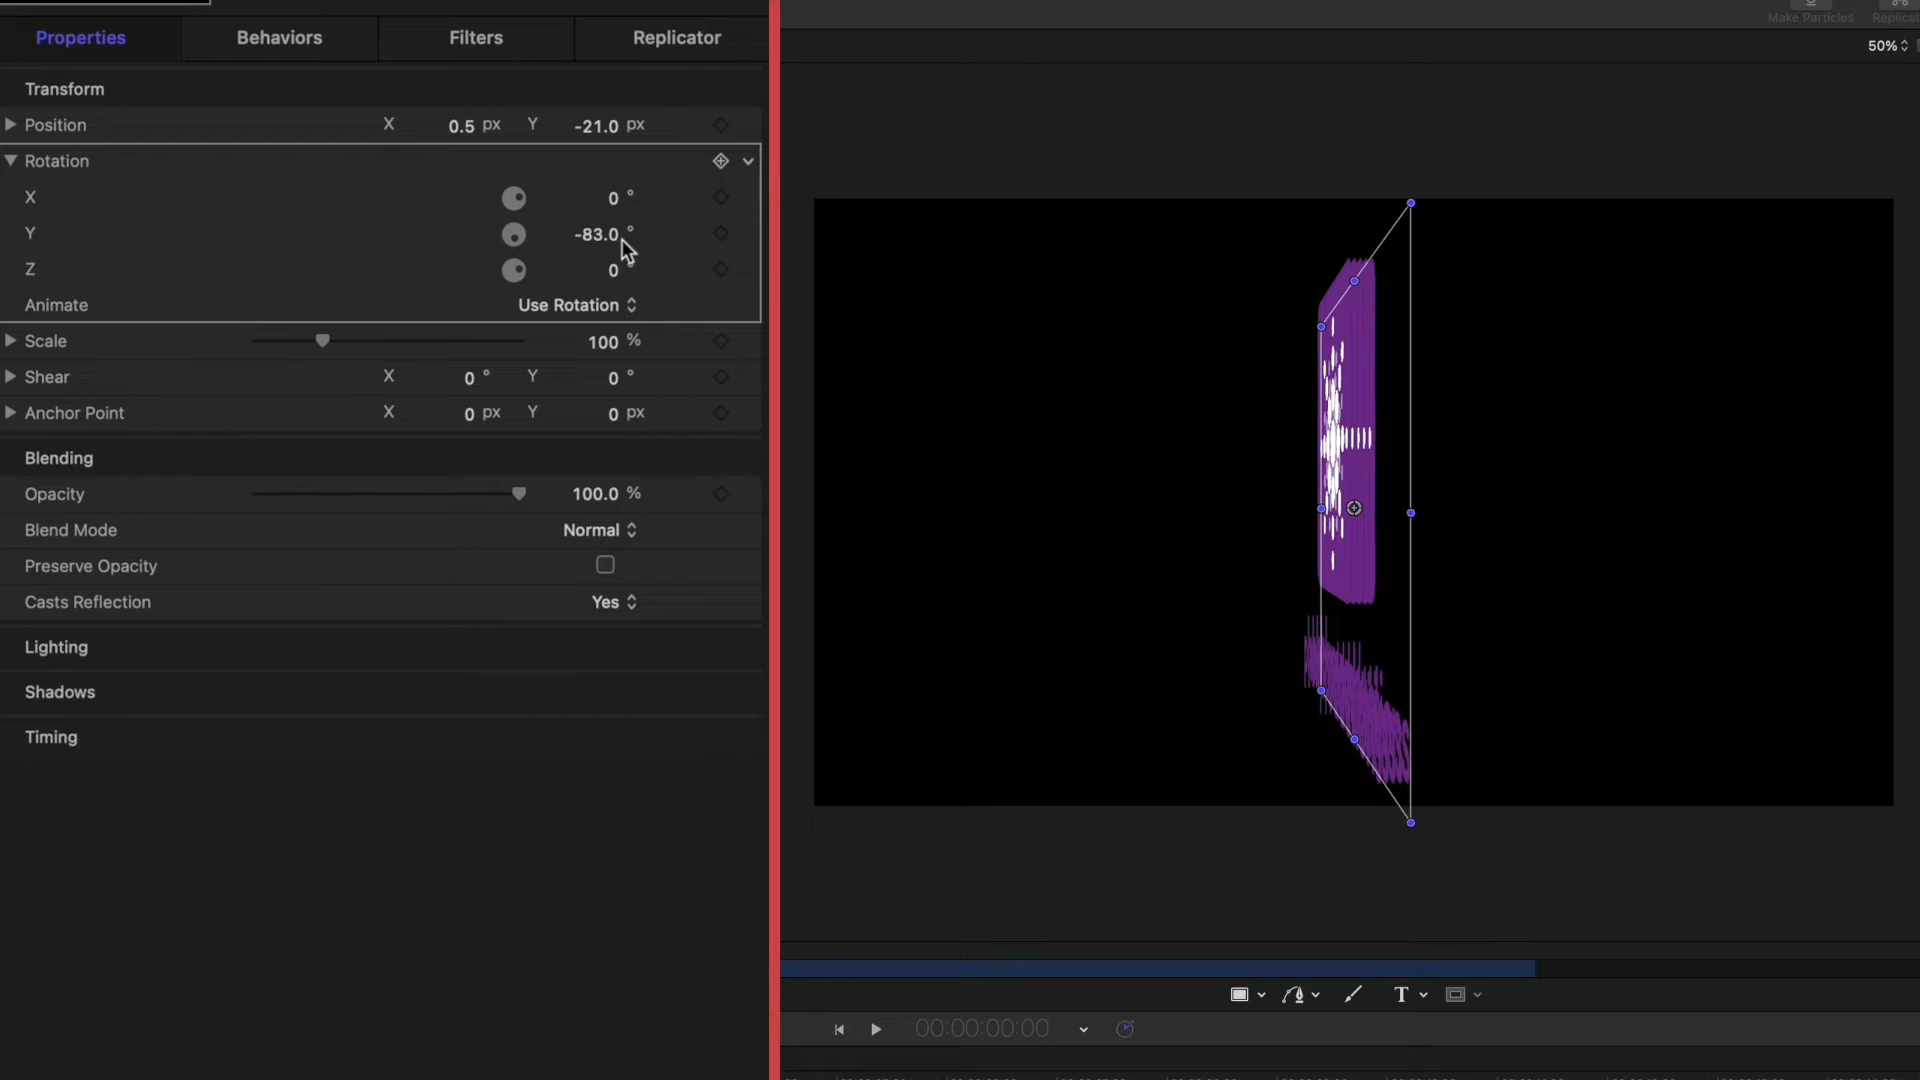 Properties Behaviors Filters Replicator
Transform
Position X 0.5 px Y -21.0 px
Rotation
X 0 °
Y -83.0 °
Z 0 °
Animate Use Rotation
Scale 100 %
Shear X 0 ° Y 0 °
Anchor Point X 0 px Y 0 px
Blending
Opacity 100.0 %
Blend Mode Normal
Preserve Opacity
Casts Reflection Yes
Lighting
Shadows
Timing
Make Particles Replicat
50%
T
00:00:00:00